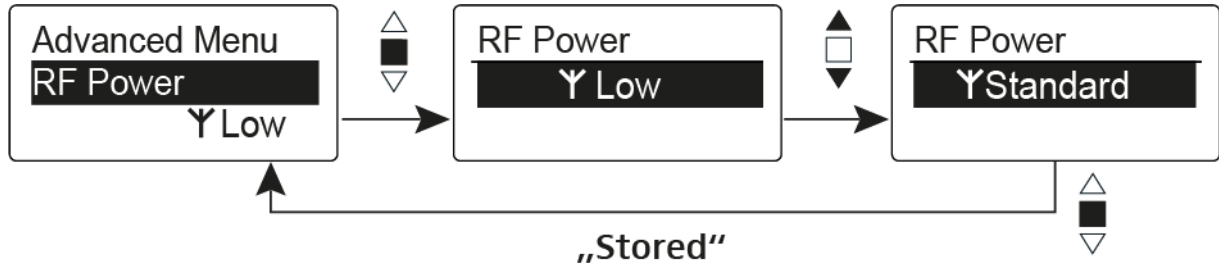 Advanced Menu
RF Power
Low
RF Power
Low
RF Power
Standard
„Stored“